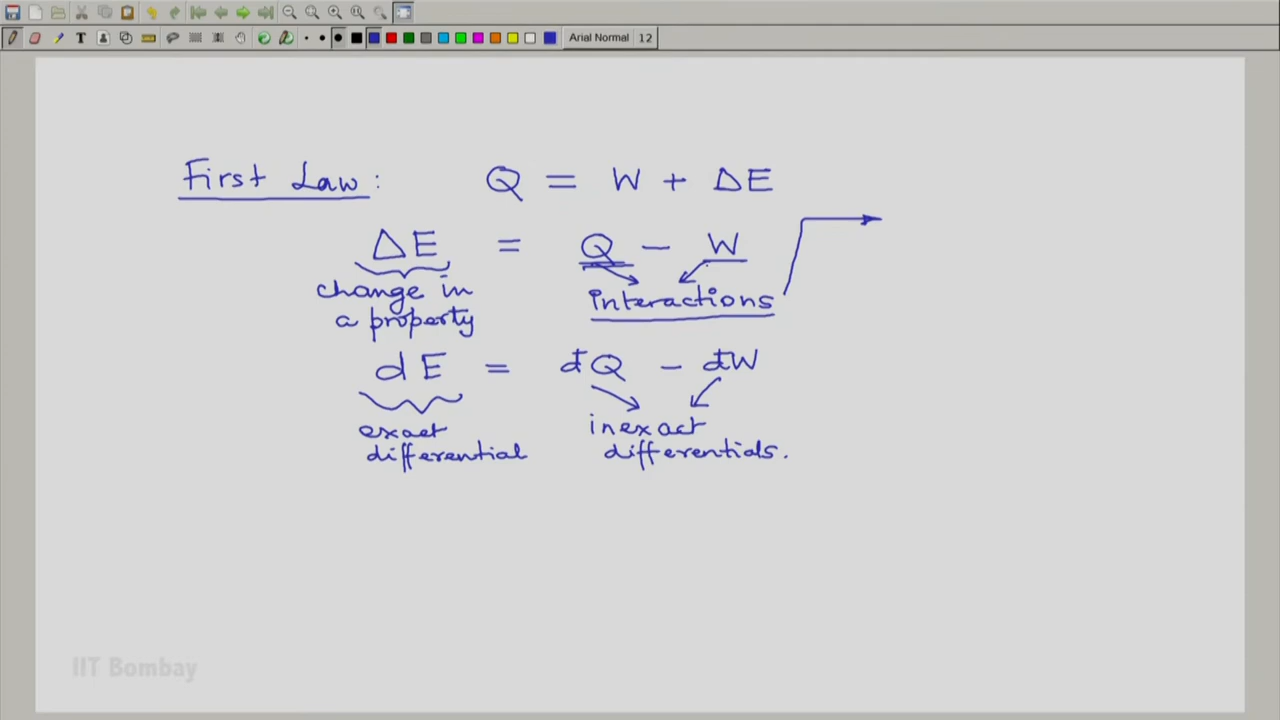 Arial Normal 12
First Law: Q = W + ΔE
ΔE = Q - W
change in
a property
interactions
dE = đQ - đW
exact
differential
inexact
differentials.
IIT Bombay